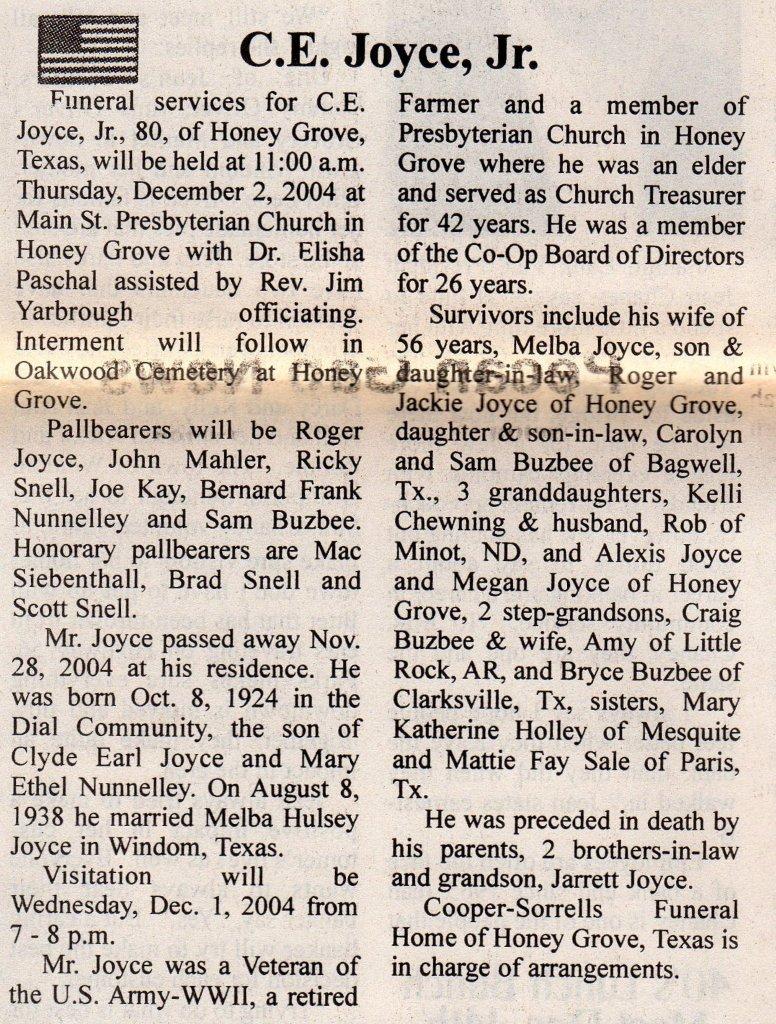 C.E. Joyce, Jr.
Funeral services for C.E.
Joyce, Jr., 80, of Honey Grove,
Texas, will be held at 11:00 a.m.
Thursday, December 2, 2004 at
Main St. Presbyterian Church in
Honey Grove with Dr. Elisha
Paschal assisted by Rev. Jim
Yarbrough officiating.
Interment will follow in
Oakwood Cemetery at Honey
Grove.
Pallbearers will be Roger
Joyce, John Mahler, Ricky
Snell, Joe Kay, Bernard Frank
Nunnelley and Sam Buzbee.
Honorary pallbearers are Mac
Siebenthall, Brad Snell and
Scott Snell.
Mr. Joyce passed away Nov.
28, 2004 at his residence. He
was born Oct. 8, 1924 in the
Dial Community, the son of
Clyde Earl Joyce and Mary
Ethel Nunnelley. On August 8,
1938 he married Melba Hulsey
Joyce in Windom, Texas.
Visitation will be
Wednesday, Dec. 1, 2004 from
7 - 8 p.m.
Mr. Joyce was a Veteran of
the U.S. Army-WWII, a retired
Farmer and a member of
Presbyterian Church in Honey
Grove where he was an elder
and served as Church Treasurer
for 42 years. He was a member
of the Co-Op Board of Directors
for 26 years.
Survivors include his wife of
56 years, Melba Joyce, son &
daughter-in-law, Roger and
Jackie Joyce of Honey Grove,
daughter & son-in-law, Carolyn
and Sam Buzbee of Bagwell,
Tx., 3 granddaughters, Kelli
Chewning & husband, Rob of
Minot, ND, and Alexis Joyce
and Megan Joyce of Honey
Grove, 2 step-grandsons, Craig
Buzbee & wife, Amy of Little
Rock, AR, and Bryce Buzbee of
Clarksville, Tx, sisters, Mary
Katherine Holley of Mesquite
and Mattie Fay Sale of Paris,
Tx.
He was preceded in death by
his parents, 2 brothers-in-law
and grandson, Jarrett Joyce.
Cooper-Sorrells Funeral
Home of Honey Grove, Texas is
in charge of arrangements.